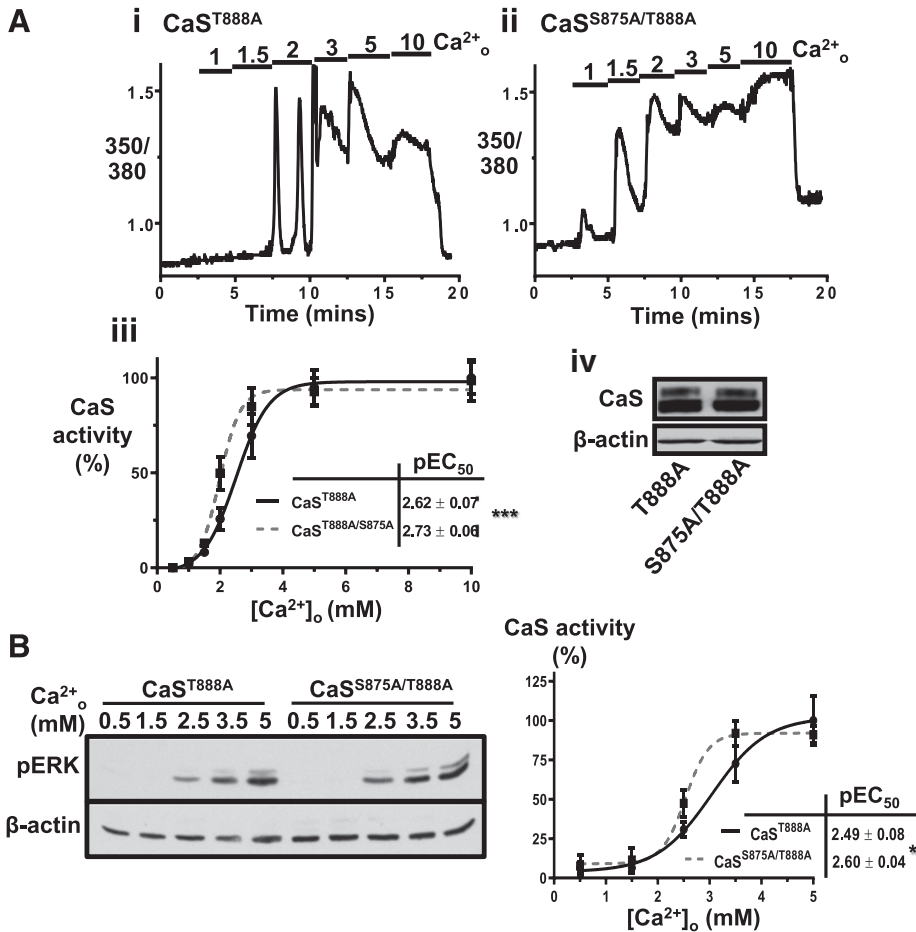 A
i
CaS^T888A
1 1.5 2 3 5 10 Ca²⁺ₒ
1.5
350/
380
1.0
0 5 10 15 20
Time (mins)
ii
CaS^S875A/T888A
1 1.5 2 3 5 10 Ca²⁺ₒ
1.5
350/
380
1.0
0 5 10 15 20
Time (mins)
iii
CaS
activity
(%)
100
50
0
0 2 4 6 8 10
[Ca²⁺]ₒ (mM)
pEC₅₀
CaS^T888A 2.62 ± 0.07
CaS^T888A/S875A 2.73 ± 0.06
***
iv
CaS
β-actin
T888A
S875A/T888A
B
Ca²⁺ₒ
(mM)
CaS^T888A CaS^S875A/T888A
0.5 1.5 2.5 3.5 5 0.5 1.5 2.5 3.5 5
pERK
β-actin
CaS activity
(%)
125
100
75
50
25
0
0 1 2 3 4 5
[Ca²⁺]ₒ (mM)
pEC₅₀
CaS^T888A 2.49 ± 0.08
CaS^S875A/T888A 2.60 ± 0.04
*